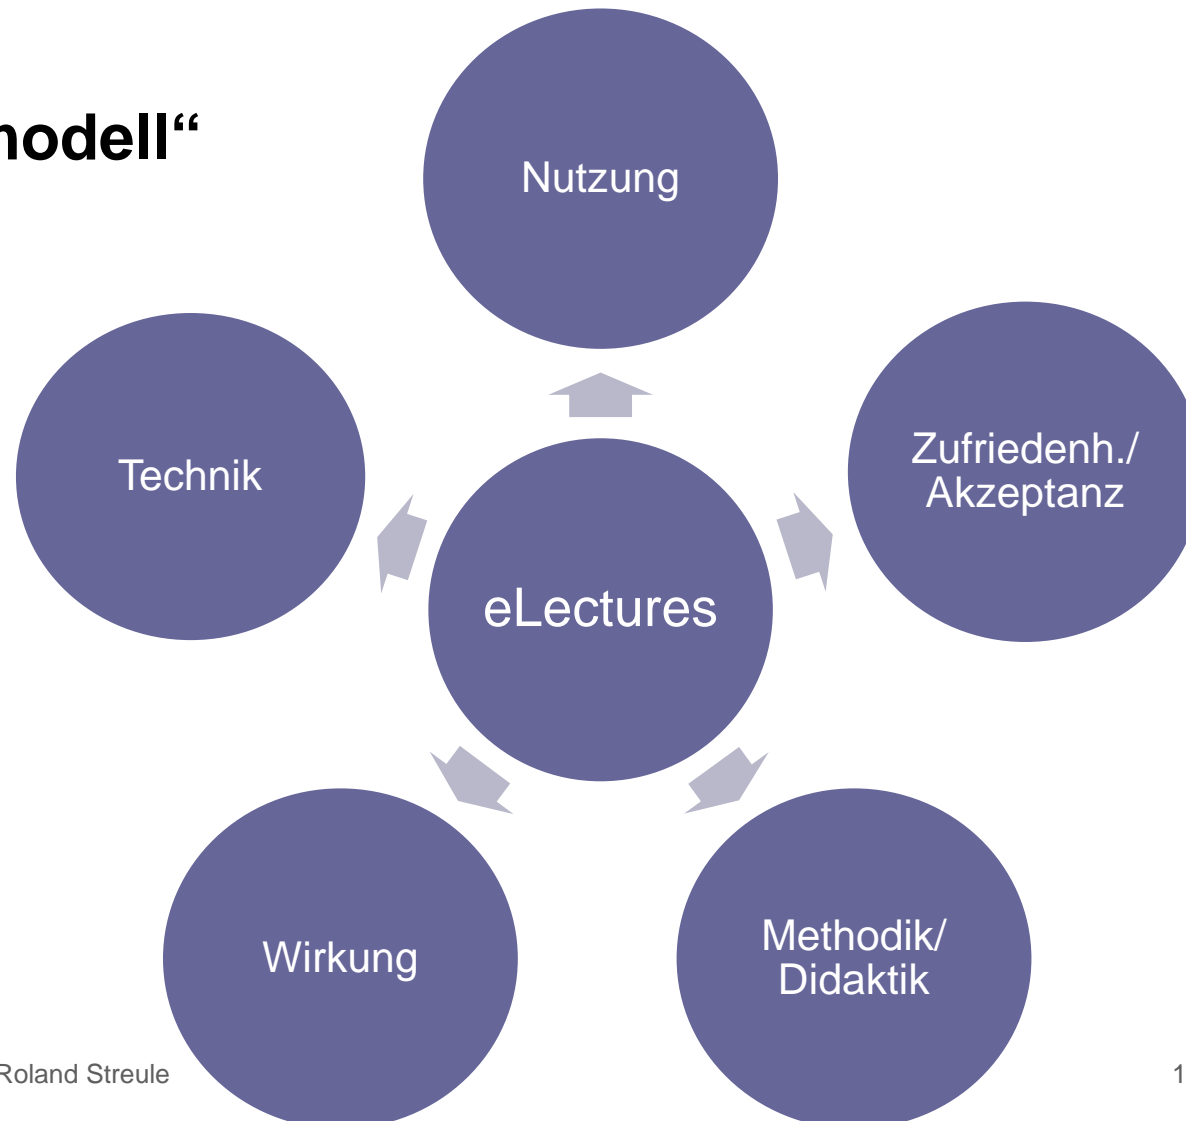 nodell“
Nutzung
Technik
Zufriedenh./
Akzeptanz
eLectures
Wirkung
Methodik/
Didaktik
Roland Streule
1